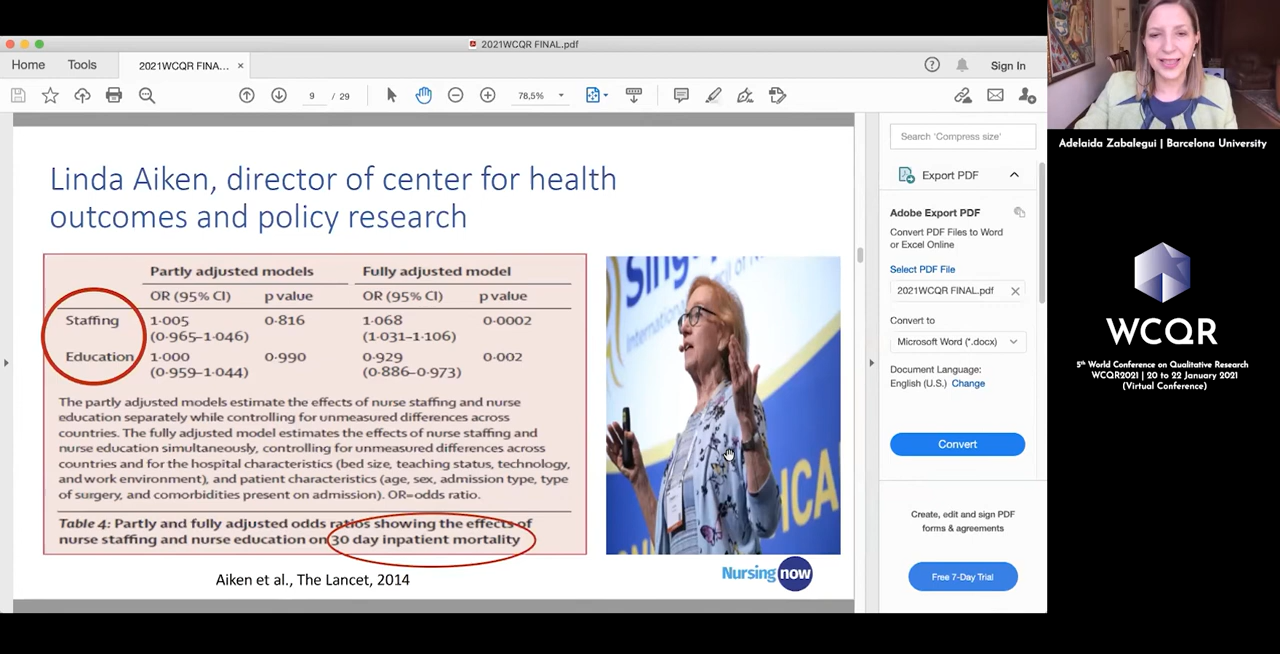 2021WCQR FINAL.pdf
Home
Tools
2021WCQR FINA... ×
Sign In
9 / 29
78,5%
Linda Aiken, director of center for health
outcomes and policy research
Partly adjusted models
Fully adjusted model
OR (95% CI)
p value
OR (95% CI)
p value
Staffing
1·005
(0·965–1·046)
0·816
1·068
(1·031–1·106)
0·0002
Education
1·000
(0·959–1·044)
0·990
0·929
(0·886–0·973)
0·002
The partly adjusted models estimate the effects of nurse staffing and nurse
education separately while controlling for unmeasured differences across
countries. The fully adjusted model estimates the effects of nurse staffing and
nurse education simultaneously, controlling for unmeasured differences across
countries and for the hospital characteristics (bed size, teaching status, technology,
and work environment), and patient characteristics (age, sex, admission type, type
of surgery, and comorbidities present on admission). OR=odds ratio.
Table 4: Partly and fully adjusted odds ratios showing the effects of
nurse staffing and nurse education on 30 day inpatient mortality
Aiken et al., The Lancet, 2014
Nursing now
Search 'Compress size'
Export PDF
Adobe Export PDF
Convert PDF Files to Word
or Excel Online
Select PDF File
2021WCQR FINAL.pdf
Convert to
Microsoft Word (*.docx)
Document Language:
English (U.S.) Change
Convert
Create, edit and sign PDF
forms & agreements
Free 7-Day Trial
Adelaida Zabalegui | Barcelona University
WCQR
5th World Conference on Qualitative Research
WCQR2021 | 20 to 22 January 2021
(Virtual Conference)